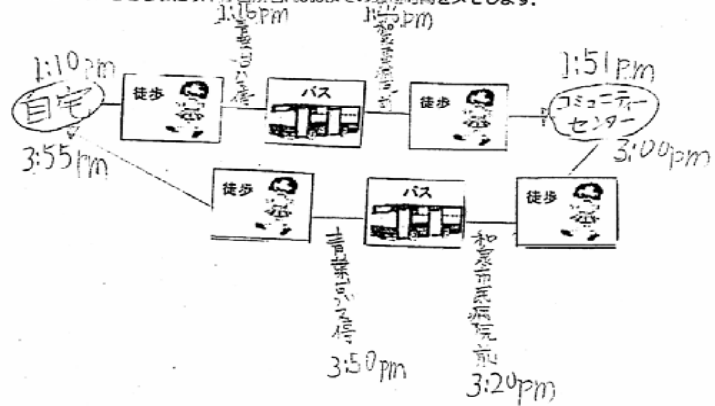 1:16pm
1:10pm
自宅
徒歩
バス
徒歩
1:51pm
コミュニティー
センター
3:00pm
3:55pm
徒歩
バス
徒歩
青葉台バス停
3:50pm
和泉市民病院前
3:20pm